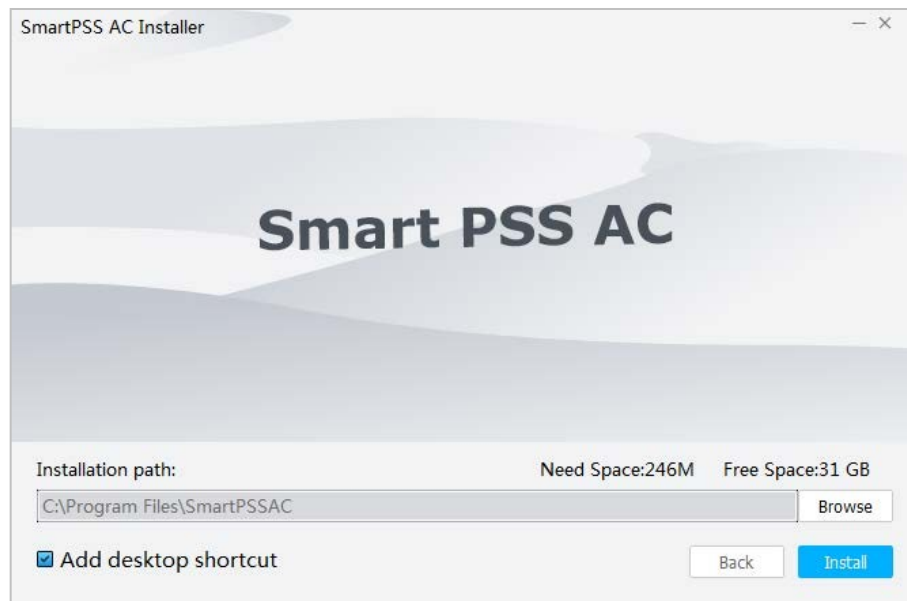 SmartPSS AC Installer
Smart PSS AC
Installation path: Need Space:246M Free Space:31 GB
C:\Program Files\SmartPSSAC Browse
Add desktop shortcut Back Install